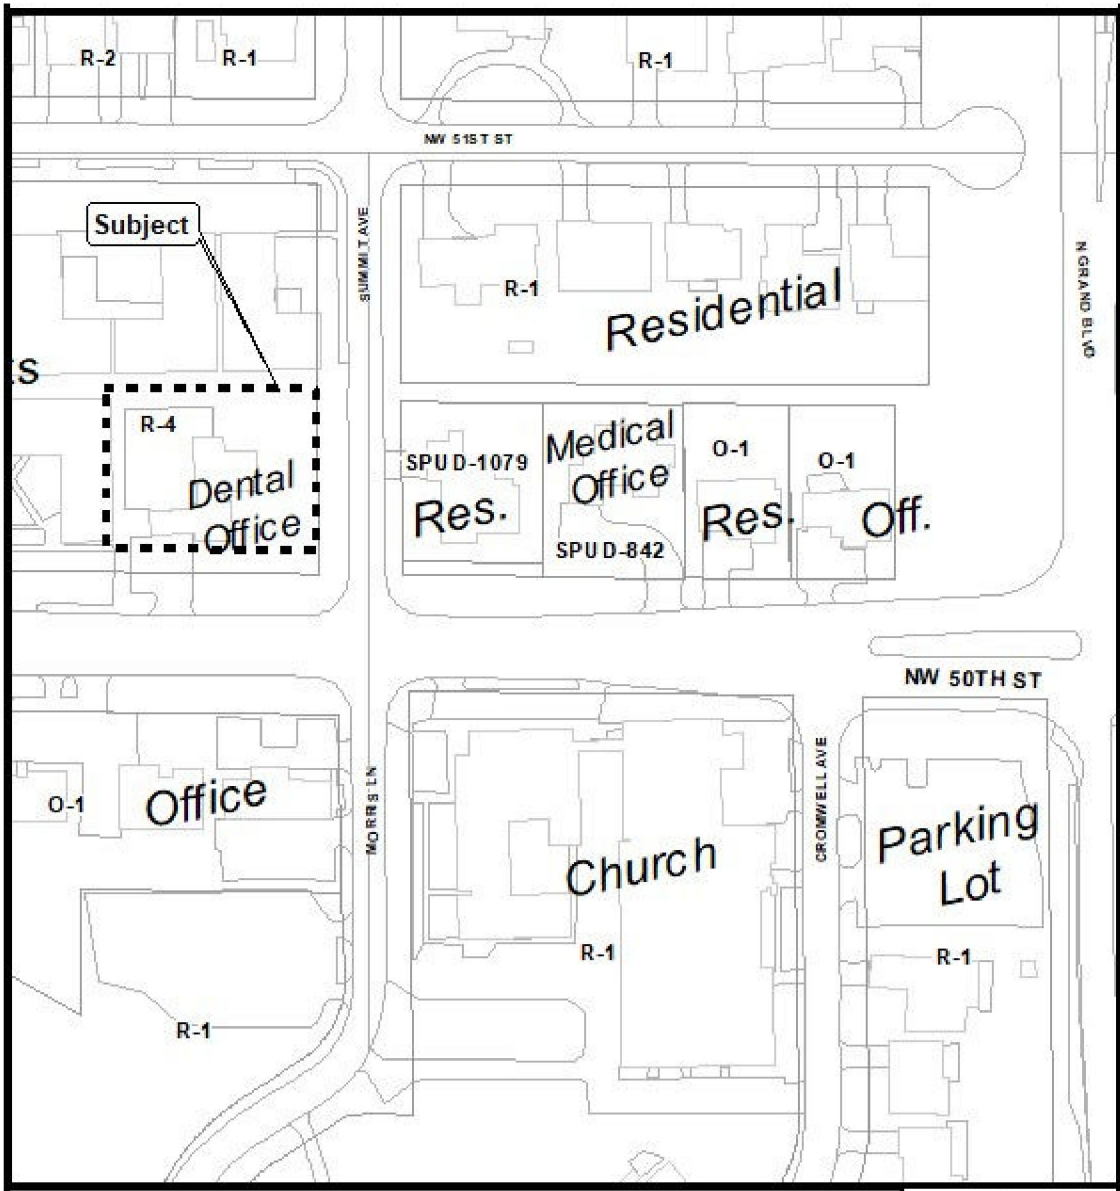 R-2
R-1
R-1
NW 51ST ST
Subject
SUMMIT AVE
N GRAND BLVD
R-1
Residential
ts
R-4
Dental
Office
SPUD-1079
Res.
Medical
Office
SPUD-842
O-1
Res.
O-1
Off.
NW 50TH ST
O-1
Office
MORRIS LN
Church
R-1
CROMWELL AVE
Parking
Lot
R-1
R-1